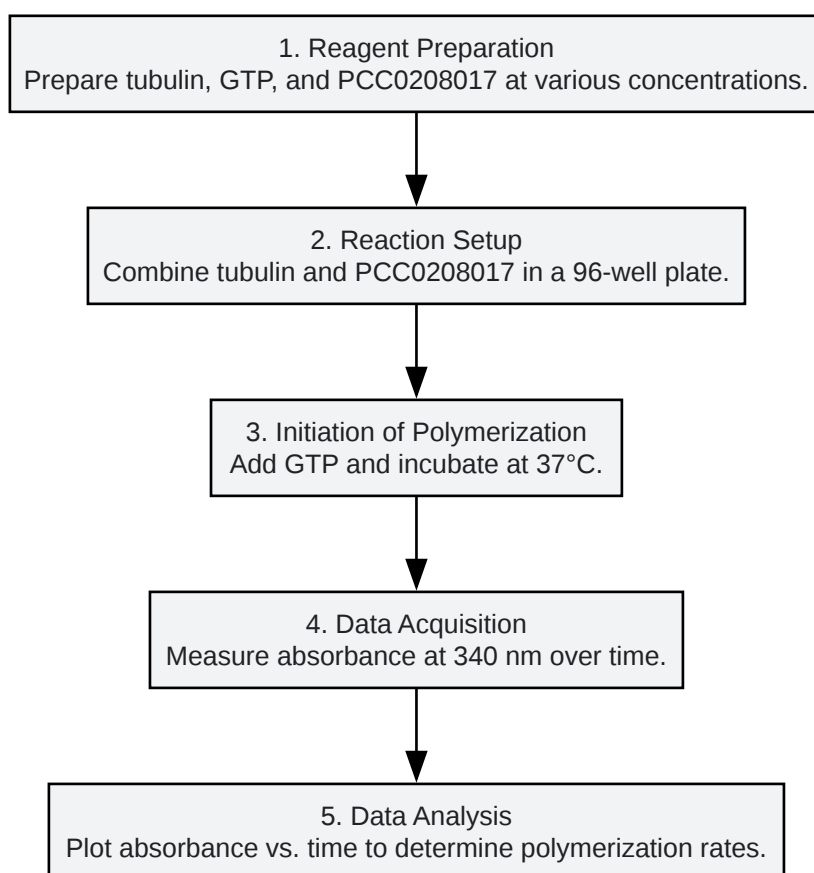 1. Reagent Preparation
Prepare tubulin, GTP, and PCC0208017 at various concentrations.
2. Reaction Setup
Combine tubulin and PCC0208017 in a 96-well plate.
3. Initiation of Polymerization
Add GTP and incubate at 37°C.
4. Data Acquisition
Measure absorbance at 340 nm over time.
5. Data Analysis
Plot absorbance vs. time to determine polymerization rates.